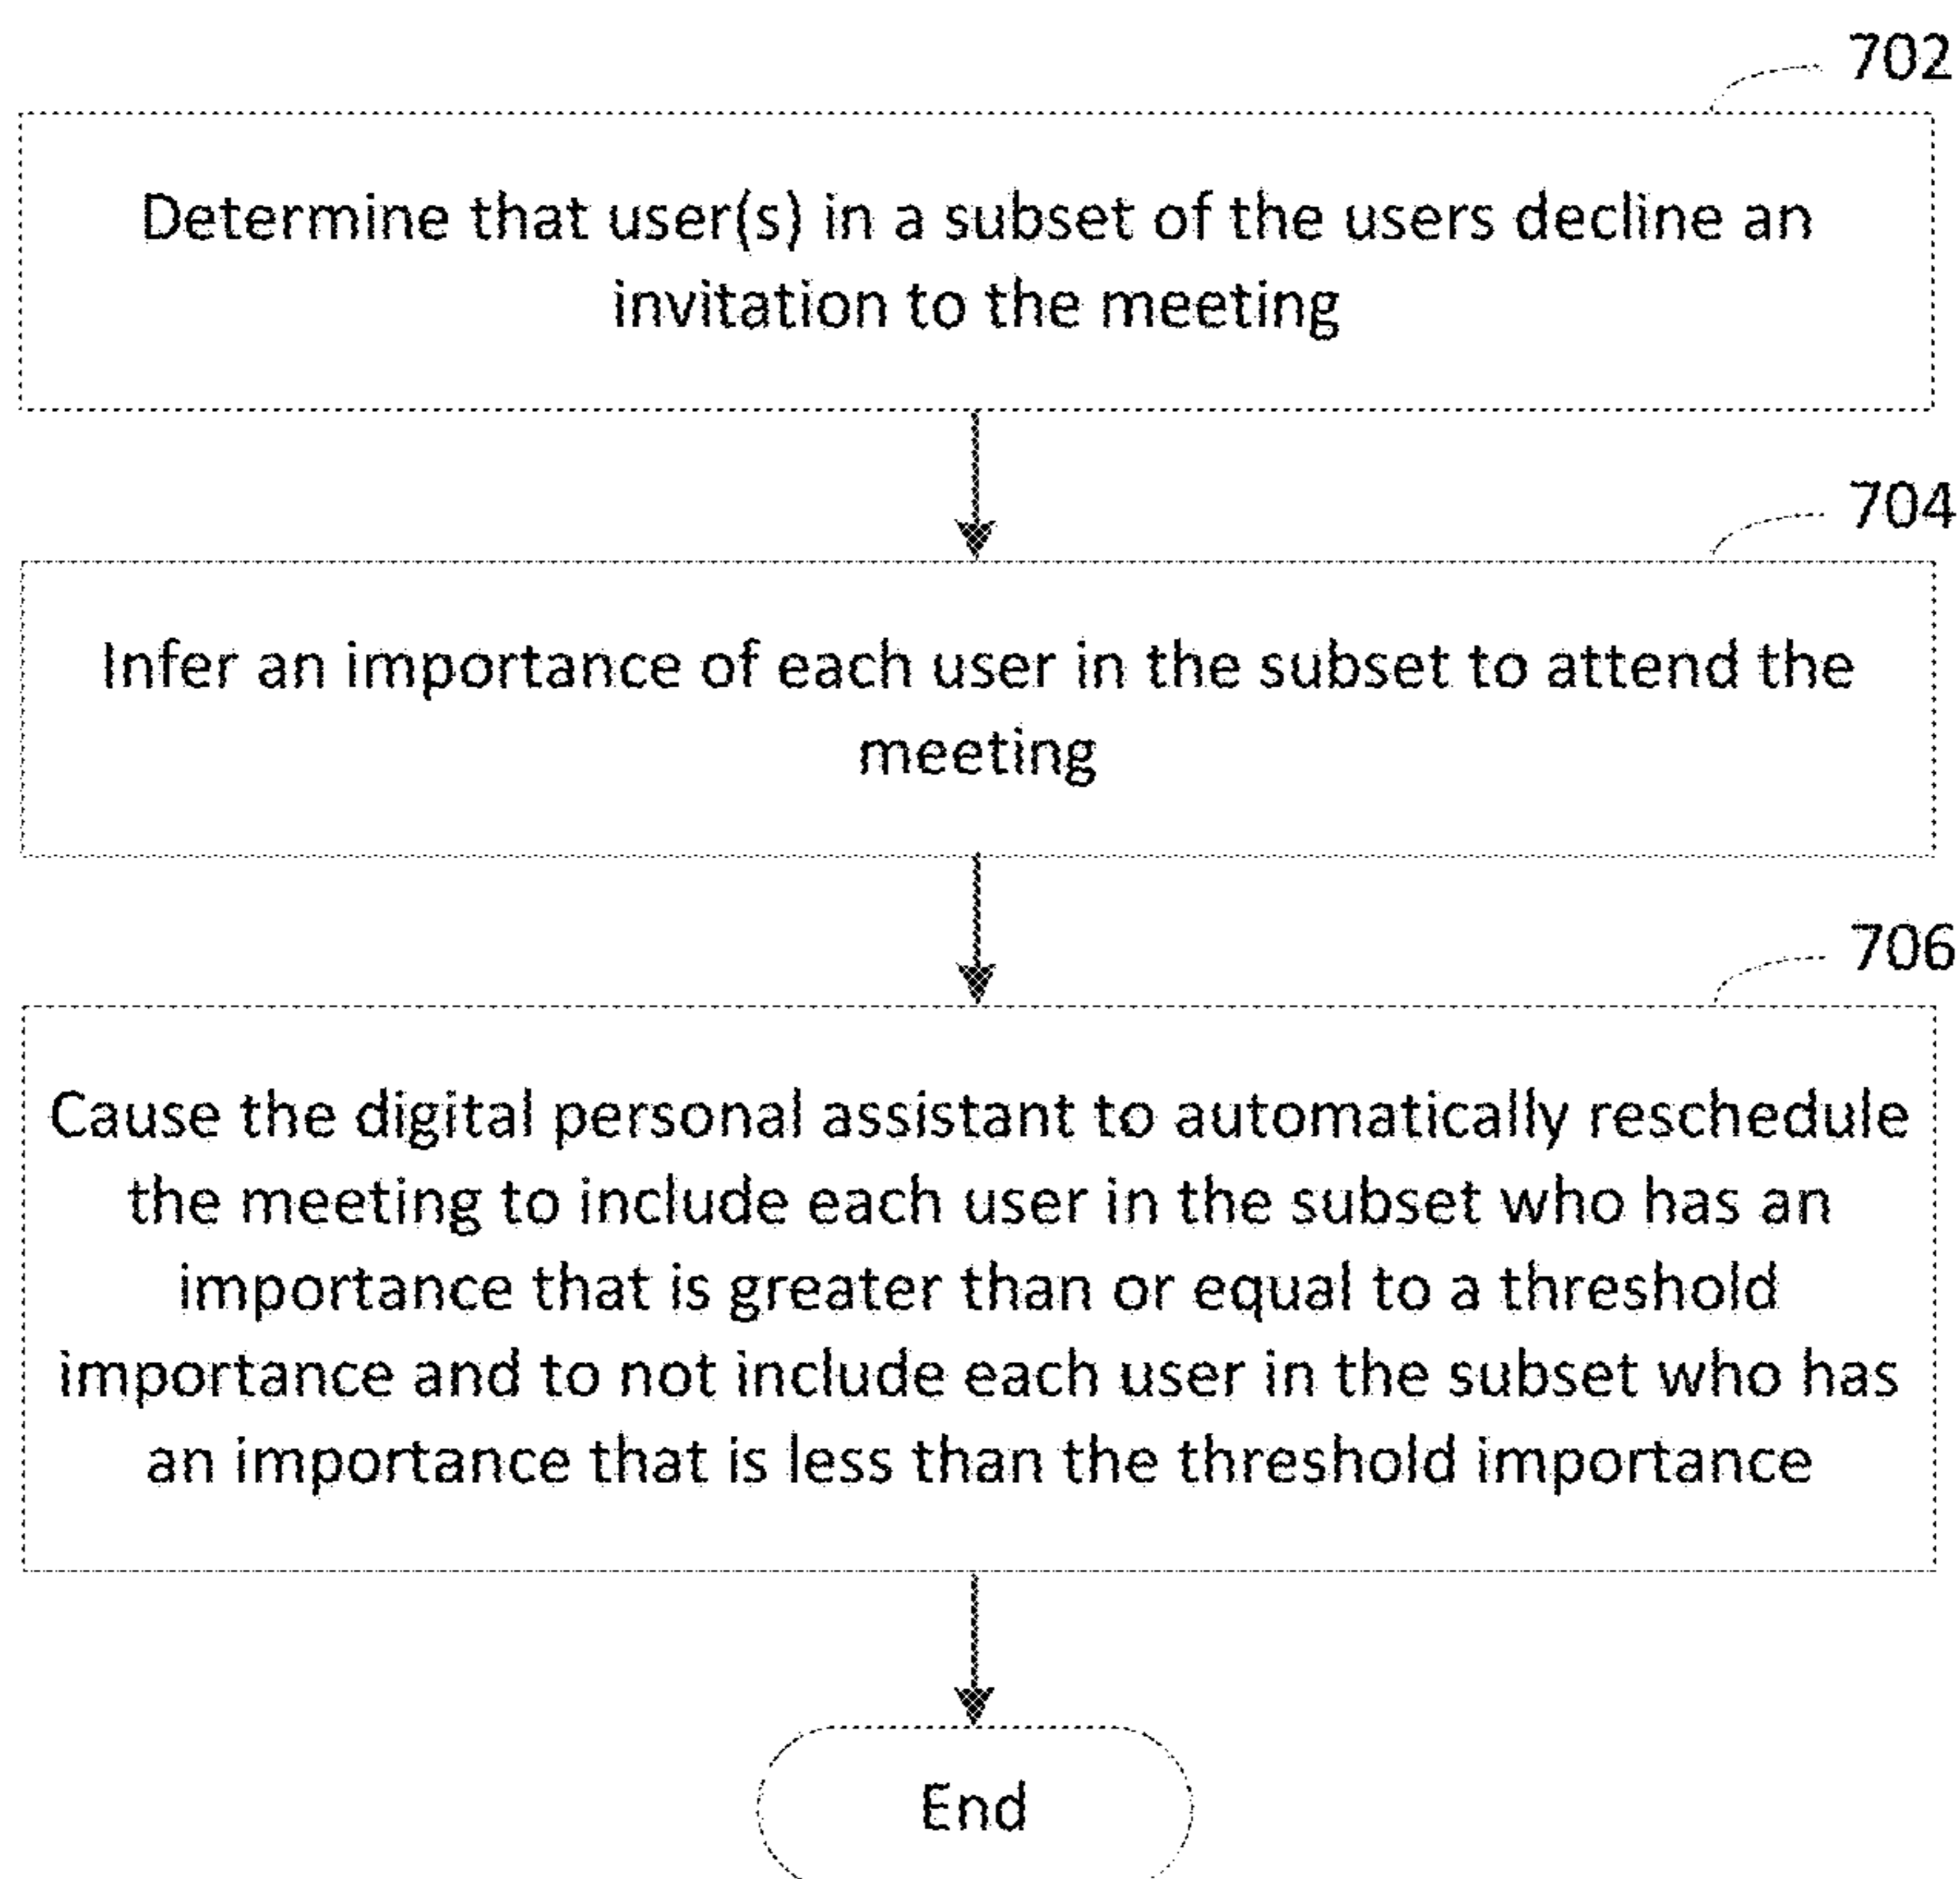 702
Determine that user(s) in a subset of the users decline an
invitation to the meeting
704
Infer an importance of each user in the subset to attend the
meeting
706
Cause the digital personal assistant to automatically reschedule
the meeting to include each user in the subset who has an
importance that is greater than or equal to a threshold
importance and to not include each user in the subset who has
an importance that is less than the threshold importance
End